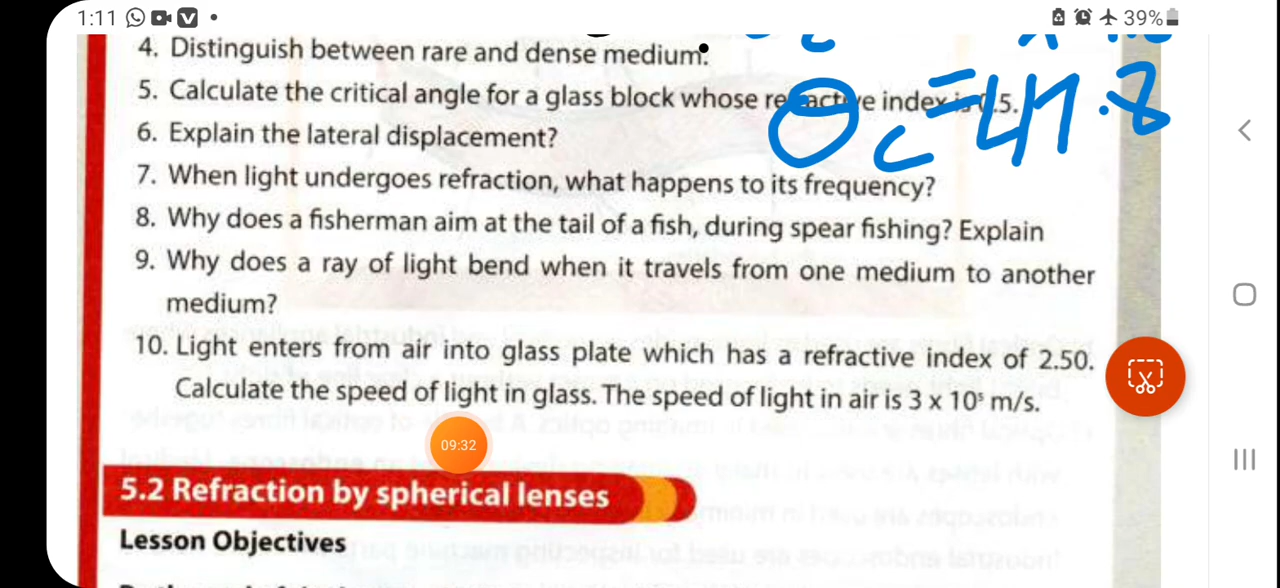 1:11
39%
4. Distinguish between rare and dense medium.
5. Calculate the critical angle for a glass block whose refractive index is 0.5.
θc = 41.8
6. Explain the lateral displacement?
7. When light undergoes refraction, what happens to its frequency?
8. Why does a fisherman aim at the tail of a fish, during spear fishing? Explain
9. Why does a ray of light bend when it travels from one medium to another
medium?
10. Light enters from air into glass plate which has a refractive index of 2.50.
Calculate the speed of light in glass. The speed of light in air is 3 x 10⁵ m/s.
09:32
5.2 Refraction by spherical lenses
Lesson Objectives